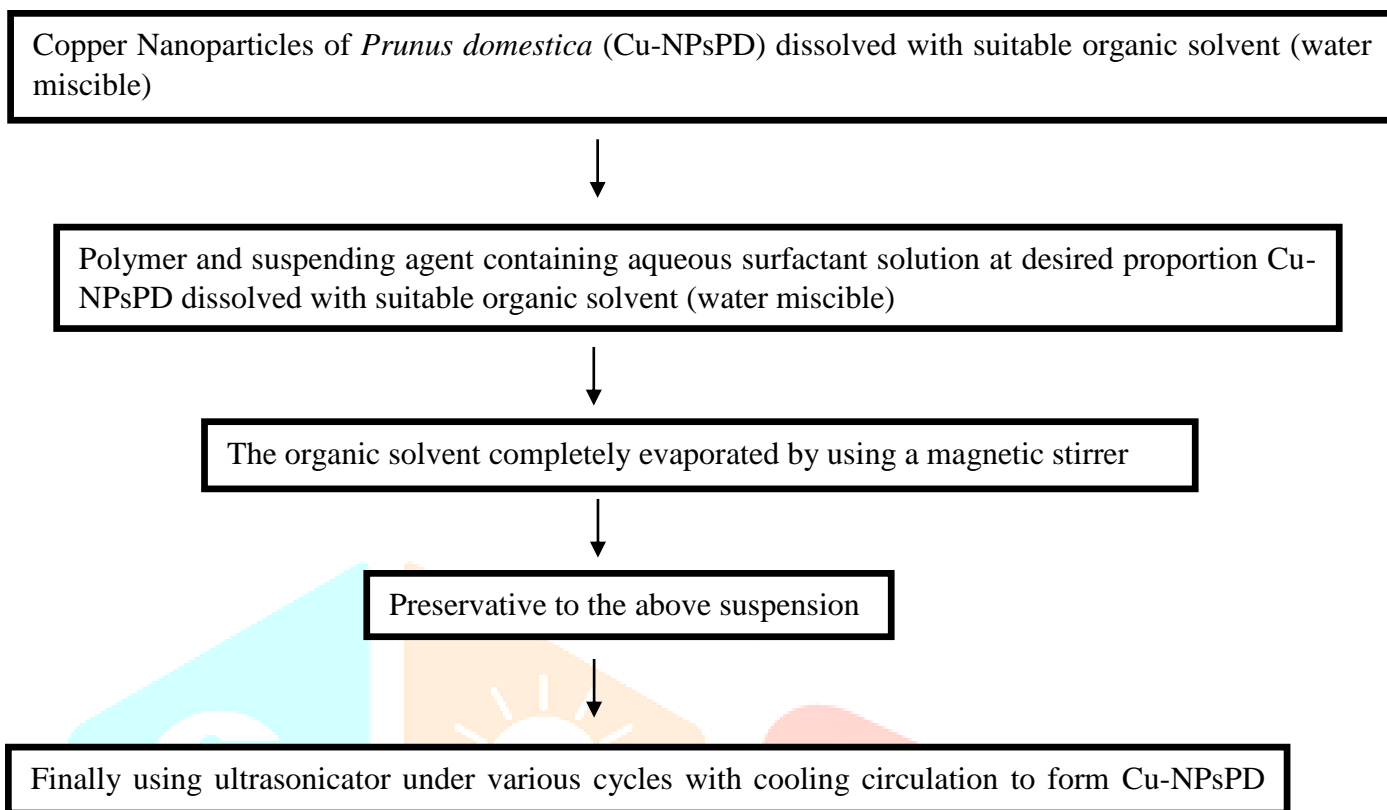 Copper Nanoparticles of Prunus domestica (Cu-NPsPD) dissolved with suitable organic solvent (water
miscible)
Polymer and suspending agent containing aqueous surfactant solution at desired proportion Cu-
NPsPD dissolved with suitable organic solvent (water miscible)
The organic solvent completely evaporated by using a magnetic stirrer
Preservative to the above suspension
Finally using ultrasonicator under various cycles with cooling circulation to form Cu-NPsPD